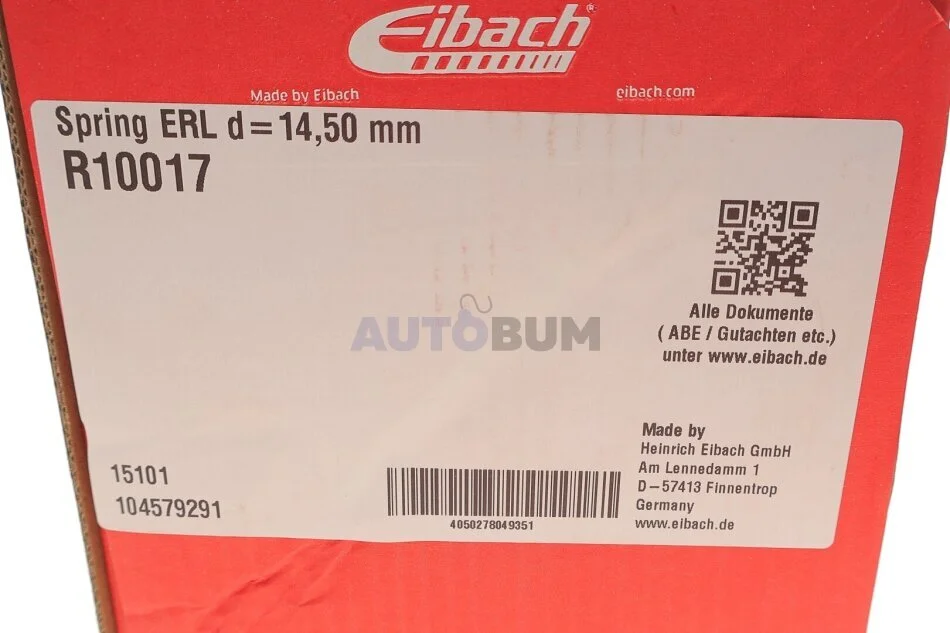 Eibach®
Made by Eibach
eibach.com
Spring ERL d=14,50 mm
R10017
Alle Dokumente
( ABE / Gutachten etc.)
unter www.eibach.de
AUTOBUM
Made by
Heinrich Eibach GmbH
Am Lennedamm 1
D-57413 Finnentrop
Germany
www.eibach.de
15101
104579291
4050278049351